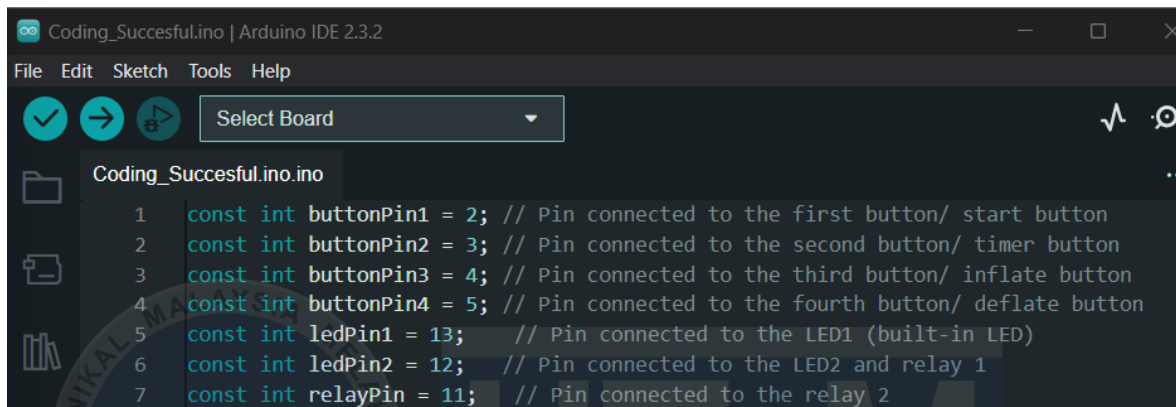 Coding_Succesful.ino | Arduino IDE 2.3.2
File Edit Sketch Tools Help
Select Board
Coding_Succesful.ino.ino
1 const int buttonPin1 = 2; // Pin connected to the first button/ start button
2 const int buttonPin2 = 3; // Pin connected to the second button/ timer button
3 const int buttonPin3 = 4; // Pin connected to the third button/ inflate button
4 const int buttonPin4 = 5; // Pin connected to the fourth button/ deflate button
5 const int ledPin1 = 13; // Pin connected to the LED1 (built-in LED)
6 const int ledPin2 = 12; // Pin connected to the LED2 and relay 1
7 const int relayPin = 11; // Pin connected to the relay 2
MALAYSIA